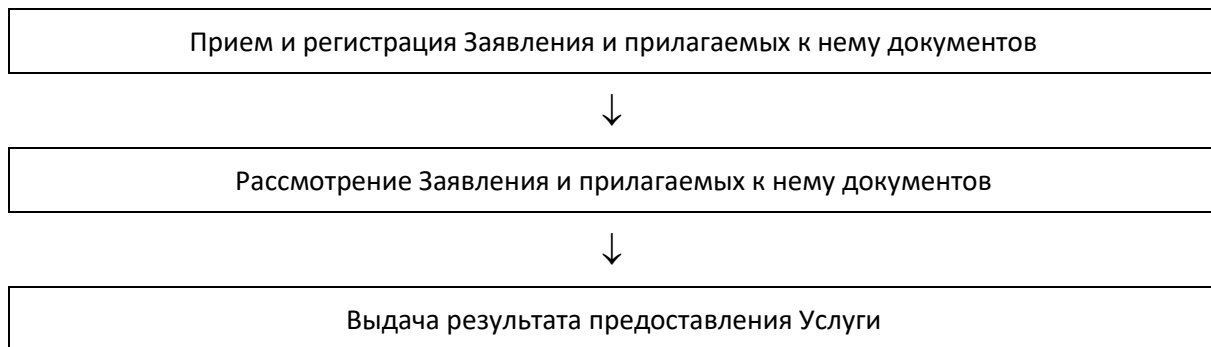 Прием и регистрация Заявления и прилагаемых к нему документов
↓
Рассмотрение Заявления и прилагаемых к нему документов
↓
Выдача результата предоставления Услуги